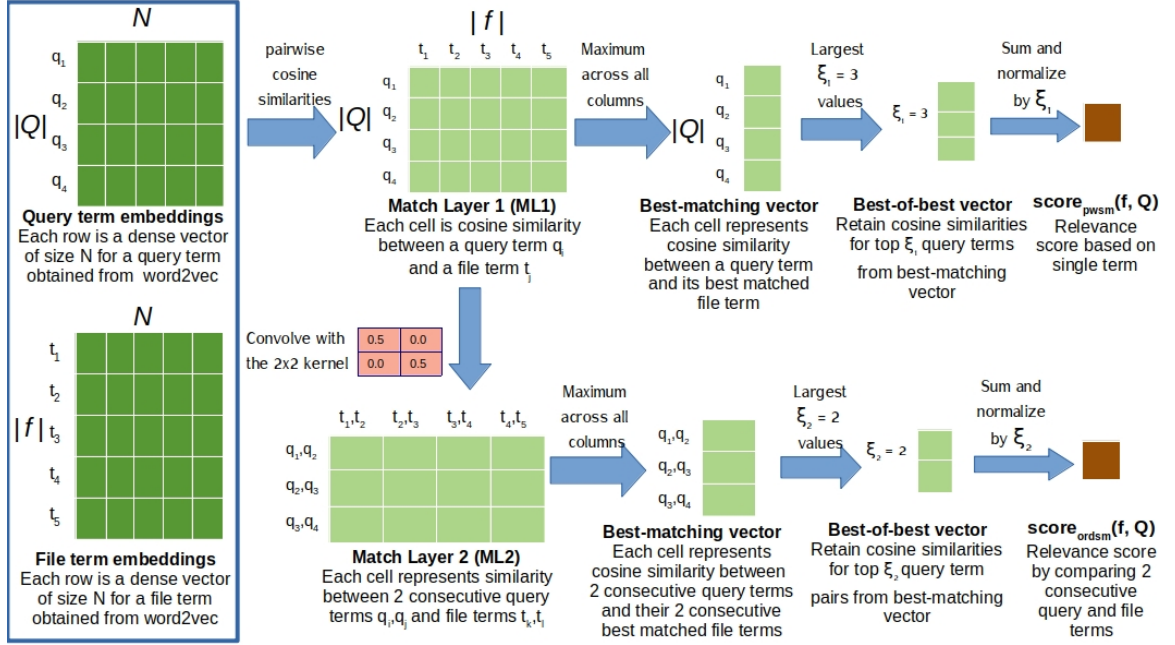 N
q₁
q₂
|Q|
q₃
q₄
Query term embeddings
Each row is a dense vector
of size N for a query term
obtained from word2vec
N
t₁
t₂
|f|
t₃
t₄
t₅
File term embeddings
Each row is a dense vector
of size N for a file term
obtained from word2vec
pairwise
cosine
similarities
|f|
t₁ t₂ t₃ t₄ t₅
q₁
q₂
|Q|
q₃
q₄
Match Layer 1 (ML1)
Each cell is cosine similarity
between a query term qᵢ
and a file term tⱼ
Maximum
across all
columns
q₁
q₂
|Q|
q₃
q₄
Best-matching vector
Each cell represents
cosine similarity
between a query term
and its best matched
file term
Largest
ξ₁ = 3
values
ξ₁ = 3
Best-of-best vector
Retain cosine similarities
for top ξ₁ query terms
from best-matching
vector
Sum and
normalize
by ξ₁
score_pwsm(f, Q)
Relevance
score based on
single term
Convolve with
the 2x2 kernel
0.5 0.0
0.0 0.5
t₁,t₂ t₂,t₃ t₃,t₄ t₄,t₅
q₁,q₂
q₂,q₃
q₃,q₄
Match Layer 2 (ML2)
Each cell represents similarity
between 2 consecutive query
terms qᵢ,qⱼ and file terms tₖ,tₗ
Maximum
across all
columns
q₁,q₂
q₂,q₃
q₃,q₄
Best-matching vector
Each cell represents
cosine similarity between
2 consecutive query terms
and their 2 consecutive
best matched file terms
Largest
ξ₂ = 2
values
ξ₂ = 2
Best-of-best vector
Retain cosine similarities
for top ξ₂ query term
pairs from best-matching
vector
Sum and
normalize
by ξ₂
score_ordsm(f, Q)
Relevance score
by comparing 2
consecutive
query and file
terms